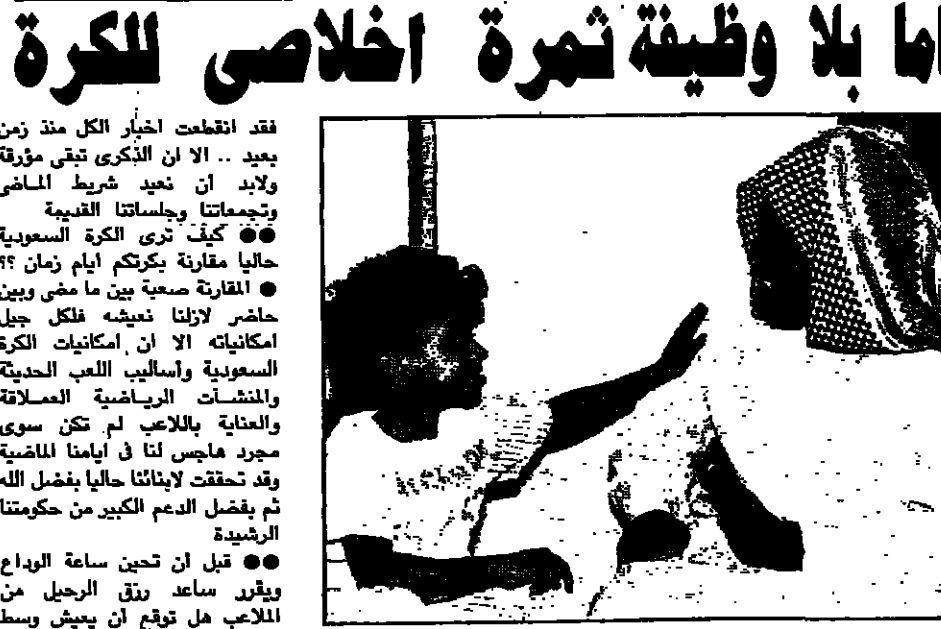 اما بلا وظيفة ثمرة اخلاصى للكرة
فقد انقطعت اخبار الكل منذ زمن
بعيد .. الا ان الذكرى تبقى مؤرقة
ولابد أن نعيد شريط المـاضى
وتجمعاتنا وجلساتنا القديمة
●● كيف ترى الكرة السعودية
حاليا مقارنة بكرتكم ايام زمان ؟؟
● المقارنة صعبة بين ما مضى وبين
حاضر لازلنا نعيشه فلكل جيل
امكانياته الا ان امكانيات الكرة
السعودية وأساليب اللعب الحديثة
والمنشـآت الريـاضية العمـلاقة
والعناية باللاعب لم تكن سوى
مجرد هاجس لنا فى ايامنا الماضية
وقد تحققت لابنائنا حاليا بفضل الله
ثم بفضل الدعم الكبير من حكومتنا
الرشيدة
●● قبل أن تحين ساعة الوداع
ويقرر ساعد رزق الرحيل من
الملاعب هل توقع أن يعيش وسط